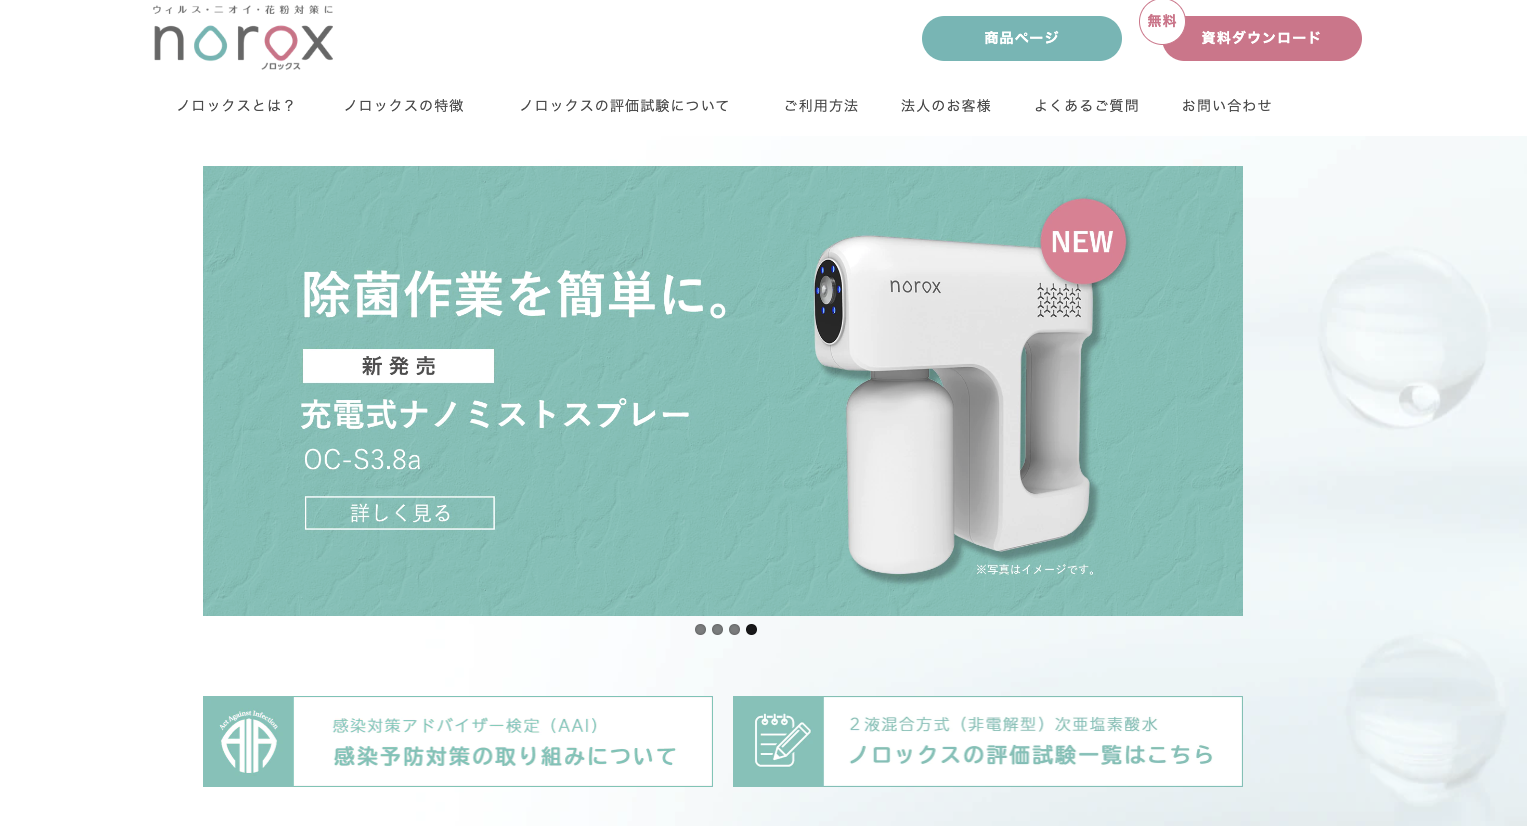 ウィルス・ニオイ・花粉対策に
norox
ノロックス
商品ページ
無料
資料ダウンロード
ノロックスとは？
ノロックスの特徴
ノロックスの評価試験について
ご利用方法
法人のお客様
よくあるご質問
お問い合わせ
NEW
norox
除菌作業を簡単に。
新発売
充電式ナノミストスプレー
OC-S3.8a
詳しく見る
※写真はイメージです。
Act Against Infection
AIA
感染対策アドバイザー検定（AAI）
感染予防対策の取り組みについて
２液混合方式（非電解型）次亜塩素酸水
ノロックスの評価試験一覧はこちら